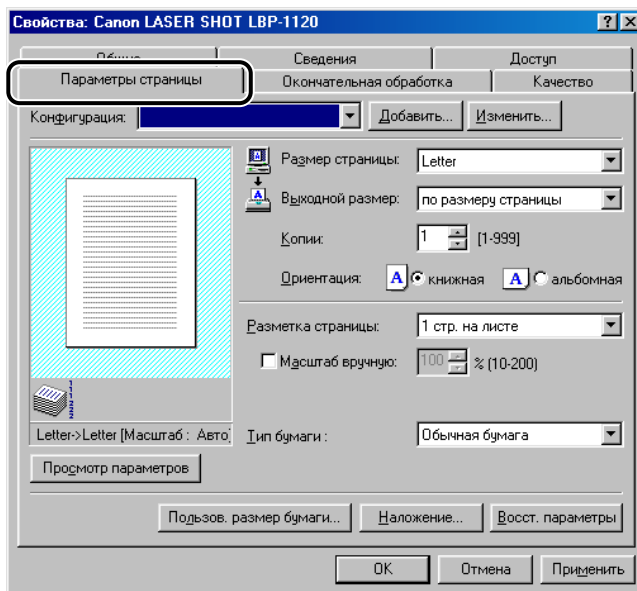 Свойства: Canon LASER SHOT LBP-1120
Общие Сведения Доступ
Параметры страницы Окончательная обработка Качество
Конфигурация: Добавить... Изменить...
Размер страницы: Letter
Выходной размер: по размеру страницы
Копии: 1 [1-999]
Ориентация: A книжная A альбомная
Разметка страницы: 1 стр. на листе
Масштаб вручную: 100 % (10-200)
Letter->Letter [Масштаб : Авто] Тип бумаги : Обычная бумага
Просмотр параметров
Пользов. размер бумаги... Наложение... Восст. параметры
OK Отмена Применить